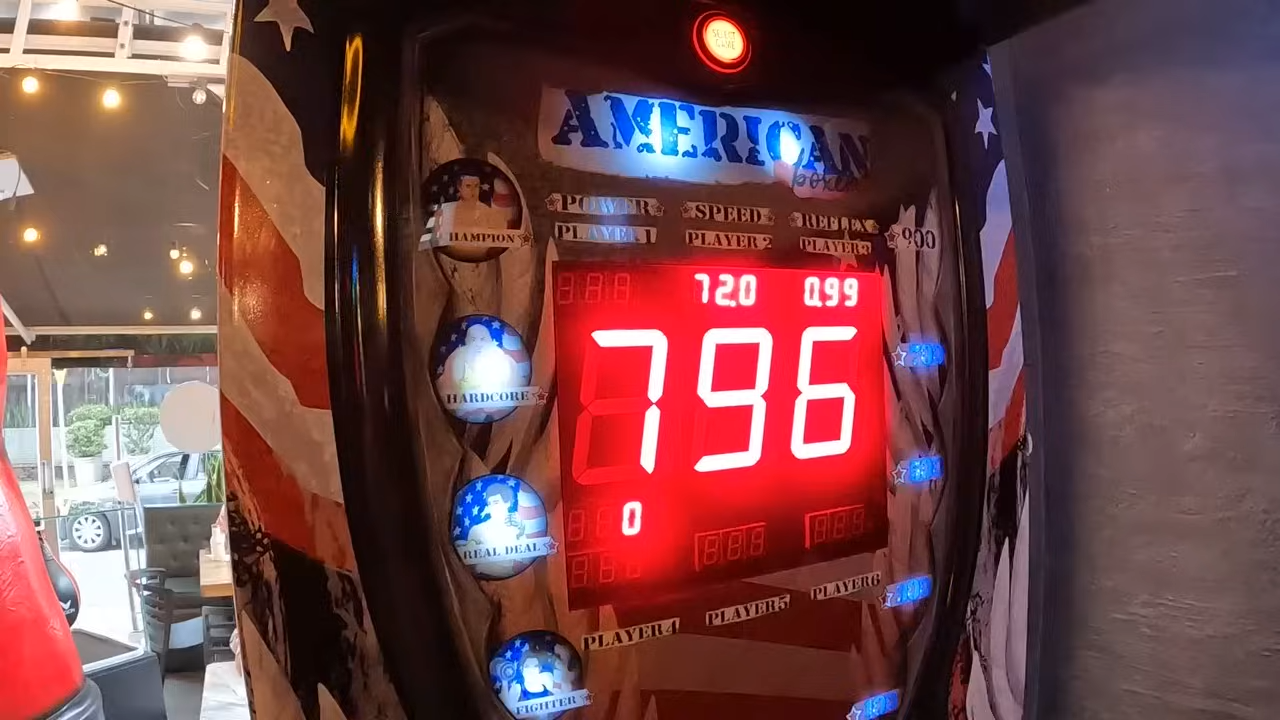 SELECT GAME
AMERICAN
boxer
POWER SPEED REFLEX
PLAYER 1 PLAYER 2 PLAYER 3
HAMPION
900
72.0 0.99
796
HARDCORE
0
REAL DEAL
PLAYER 4 PLAYER 5 PLAYER 6
FIGHTER